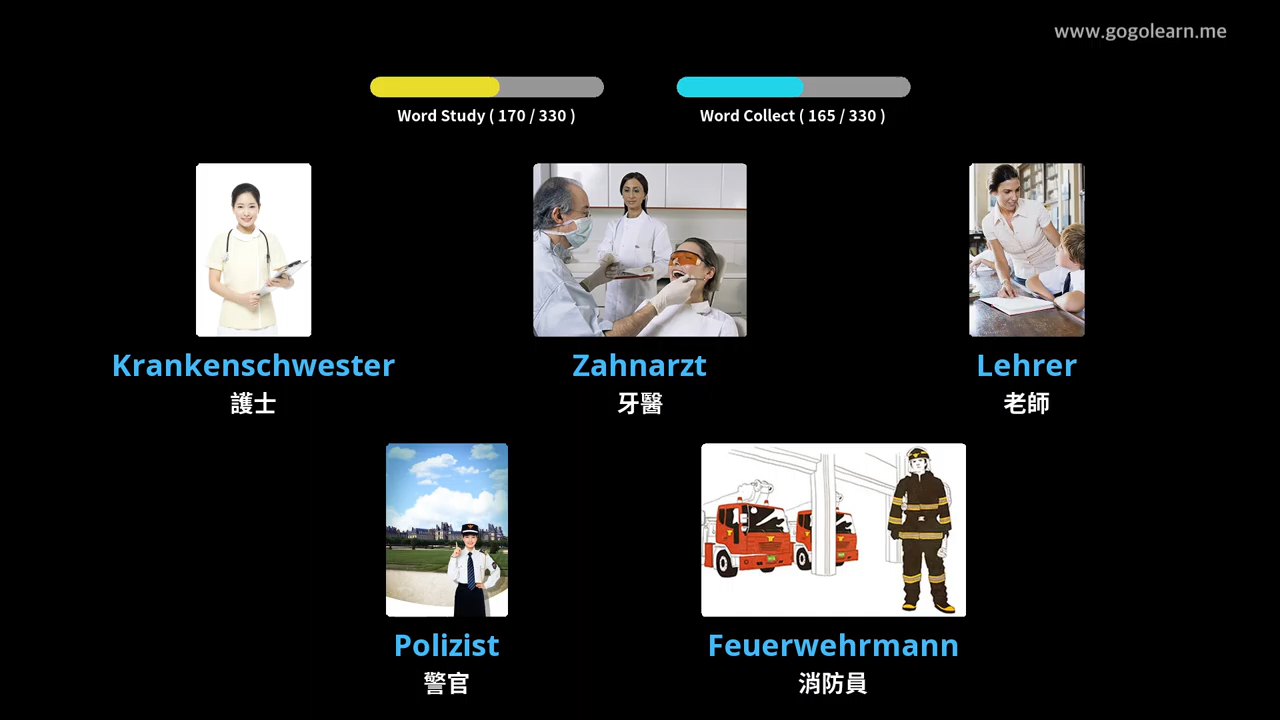 www.gogolearn.me
Word Study ( 170 / 330 )
Word Collect ( 165 / 330 )
Krankenschwester
護士
Zahnarzt
牙醫
Lehrer
老師
Polizist
警官
Feuerwehrmann
消防員